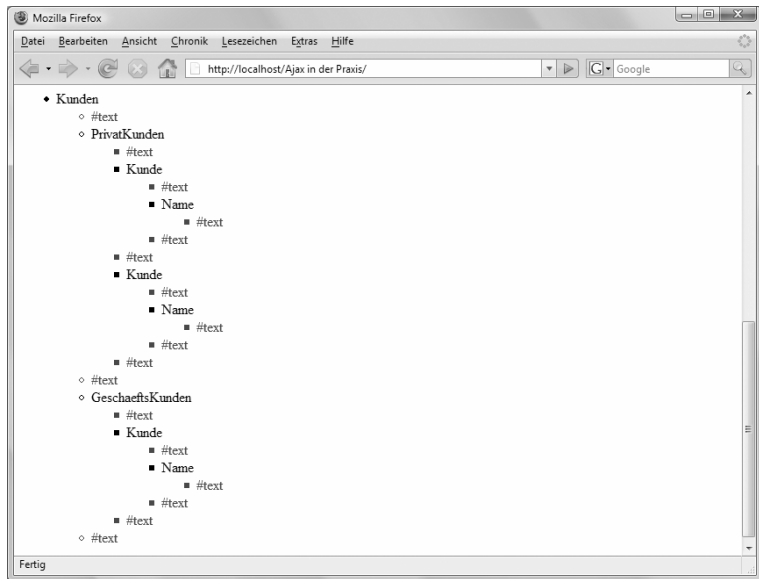 Mozilla Firefox
Datei Bearbeiten Ansicht Chronik Lesezeichen Extras Hilfe
http://localhost/Ajax in der Praxis/
G Google
Kunden
#text
PrivatKunden
#text
Kunde
#text
Name
#text
#text
#text
Kunde
#text
Name
#text
#text
#text
#text
GeschaeftsKunden
#text
Kunde
#text
Name
#text
#text
#text
#text
Fertig